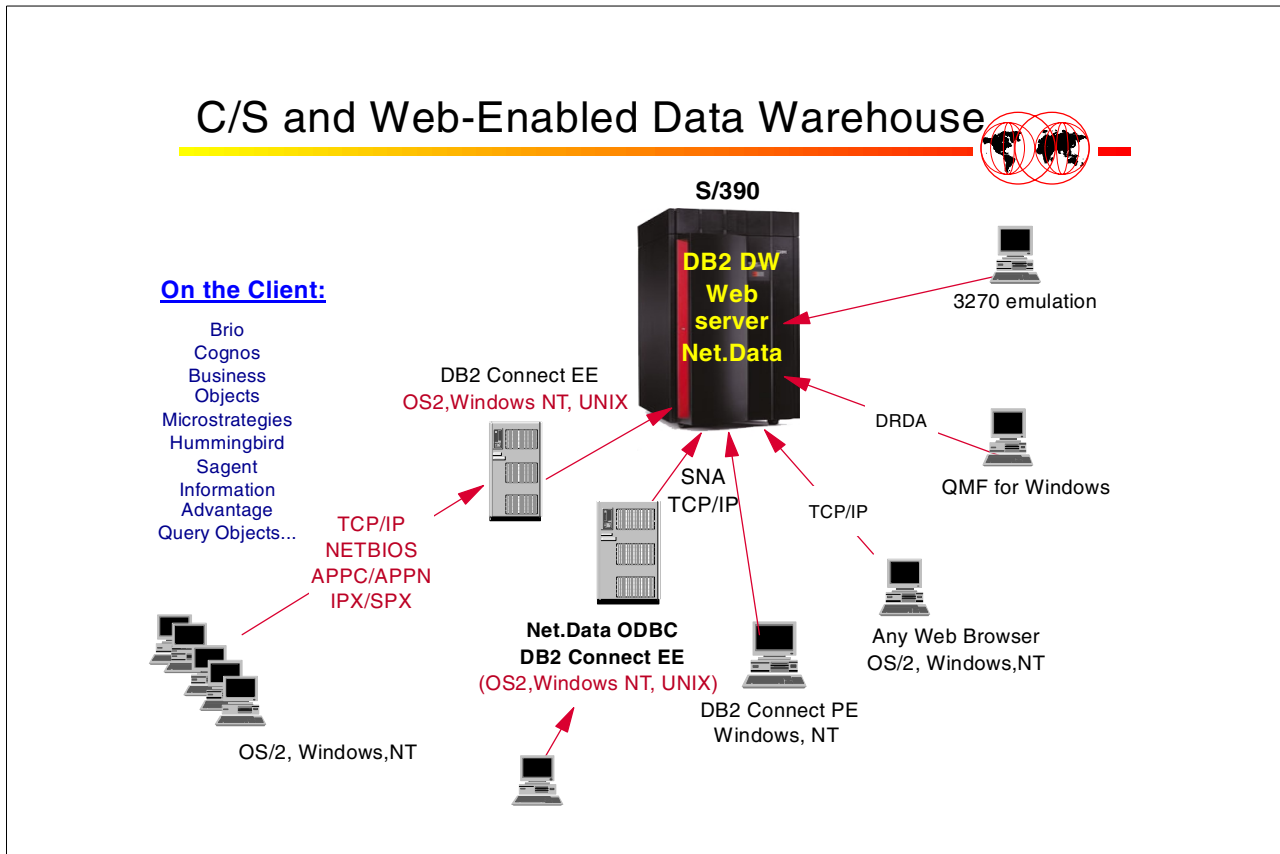 C/S and Web-Enabled Data Warehouse
S/390
DB2 DW
Web
server
Net.Data
3270 emulation
On the Client:
Brio
Cognos
Business
Objects
Microstrategies
Hummingbird
Sagent
Information
Advantage
Query Objects...
DB2 Connect EE
OS2,Windows NT, UNIX
DRDA
QMF for Windows
SNA
TCP/IP
TCP/IP
TCP/IP
NETBIOS
APPC/APPN
IPX/SPX
Net.Data ODBC
DB2 Connect EE
(OS2,Windows NT, UNIX)
Any Web Browser
OS/2, Windows,NT
DB2 Connect PE
Windows, NT
OS/2, Windows,NT